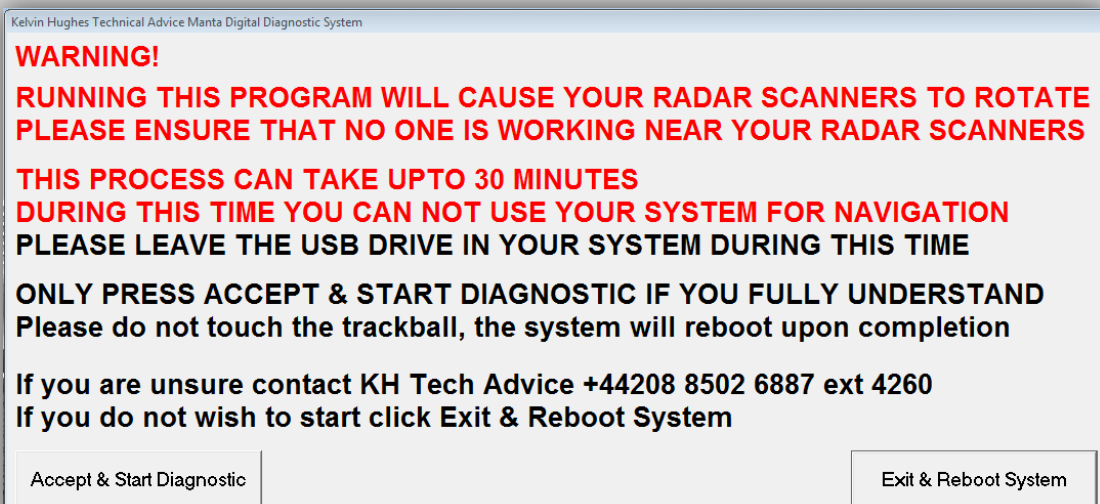 Kelvin Hughes Technical Advice Manta Digital Diagnostic System
WARNING!
RUNNING THIS PROGRAM WILL CAUSE YOUR RADAR SCANNERS TO ROTATE
PLEASE ENSURE THAT NO ONE IS WORKING NEAR YOUR RADAR SCANNERS
THIS PROCESS CAN TAKE UPTO 30 MINUTES
DURING THIS TIME YOU CAN NOT USE YOUR SYSTEM FOR NAVIGATION
PLEASE LEAVE THE USB DRIVE IN YOUR SYSTEM DURING THIS TIME
ONLY PRESS ACCEPT & START DIAGNOSTIC IF YOU FULLY UNDERSTAND
Please do not touch the trackball, the system will reboot upon completion
If you are unsure contact KH Tech Advice +44208 8502 6887 ext 4260
If you do not wish to start click Exit & Reboot System
Accept & Start Diagnostic
Exit & Reboot System